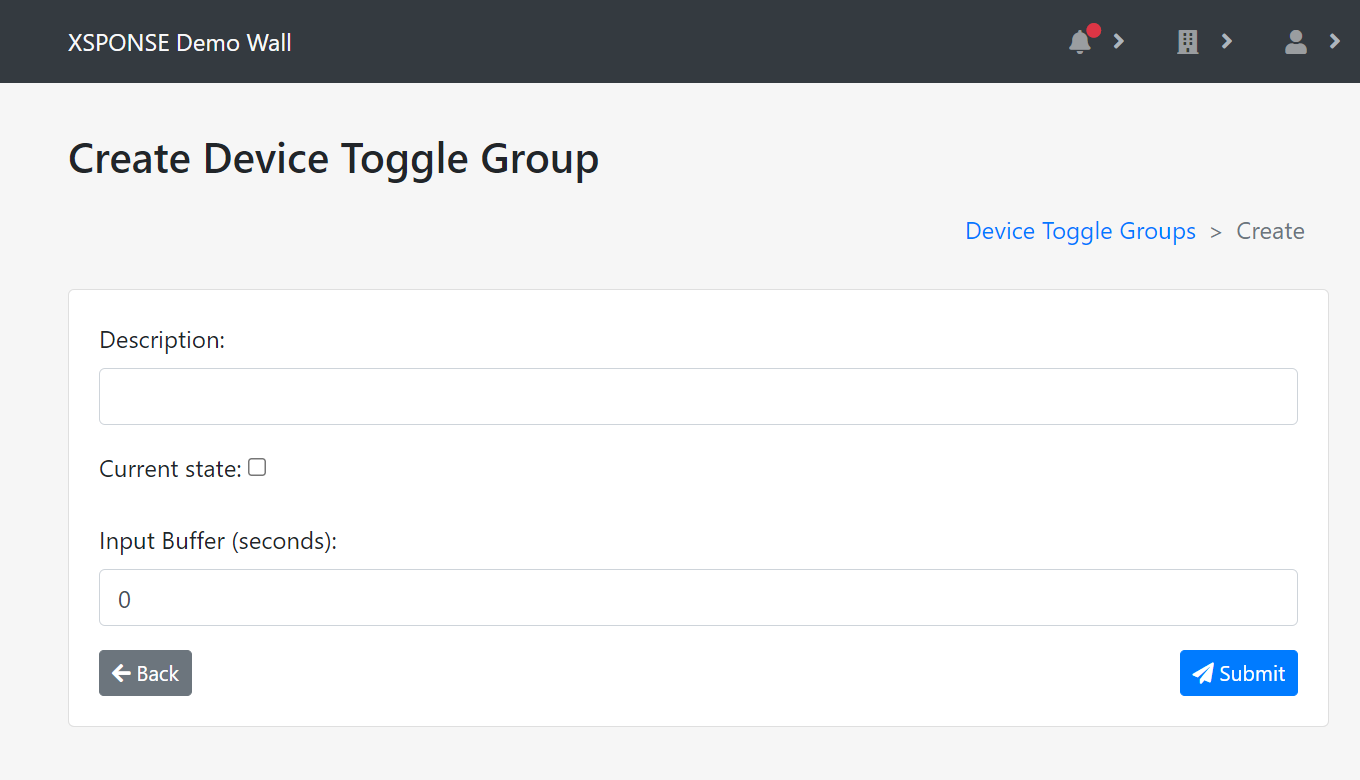 XSPONSE Demo Wall
Create Device Toggle Group
Device Toggle Groups > Create
Description:
Current state:
Input Buffer (seconds):
0
Back
Submit